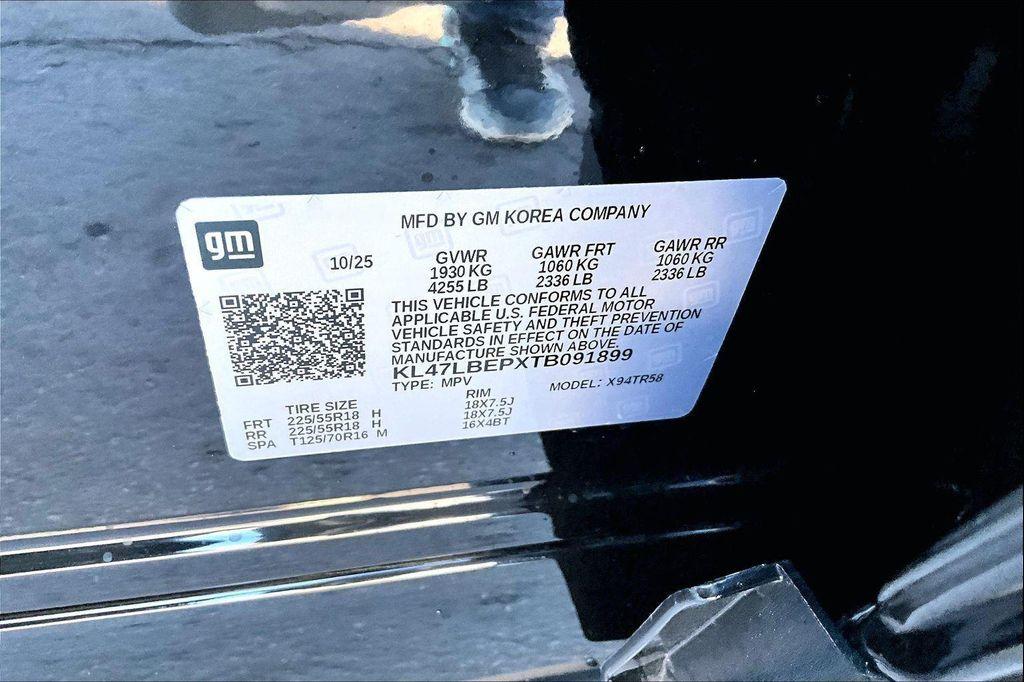 gm
MFD BY GM KOREA COMPANY
10/25
GVWR GAWR FRT GAWR RR
1930 KG 1060 KG 1060 KG
4255 LB 2336 LB 2336 LB
THIS VEHICLE CONFORMS TO ALL
APPLICABLE U.S. FEDERAL MOTOR
VEHICLE SAFETY AND THEFT PREVENTION
STANDARDS IN EFFECT ON THE DATE OF
MANUFACTURE SHOWN ABOVE.
KL47LBEPXTB091899
TYPE: MPV MODEL: X94TR58
TIRE SIZE RIM
FRT 225/55R18 H 18X7.5J
RR 225/55R18 H 18X7.5J
SPA T125/70R16 M 16X4BT